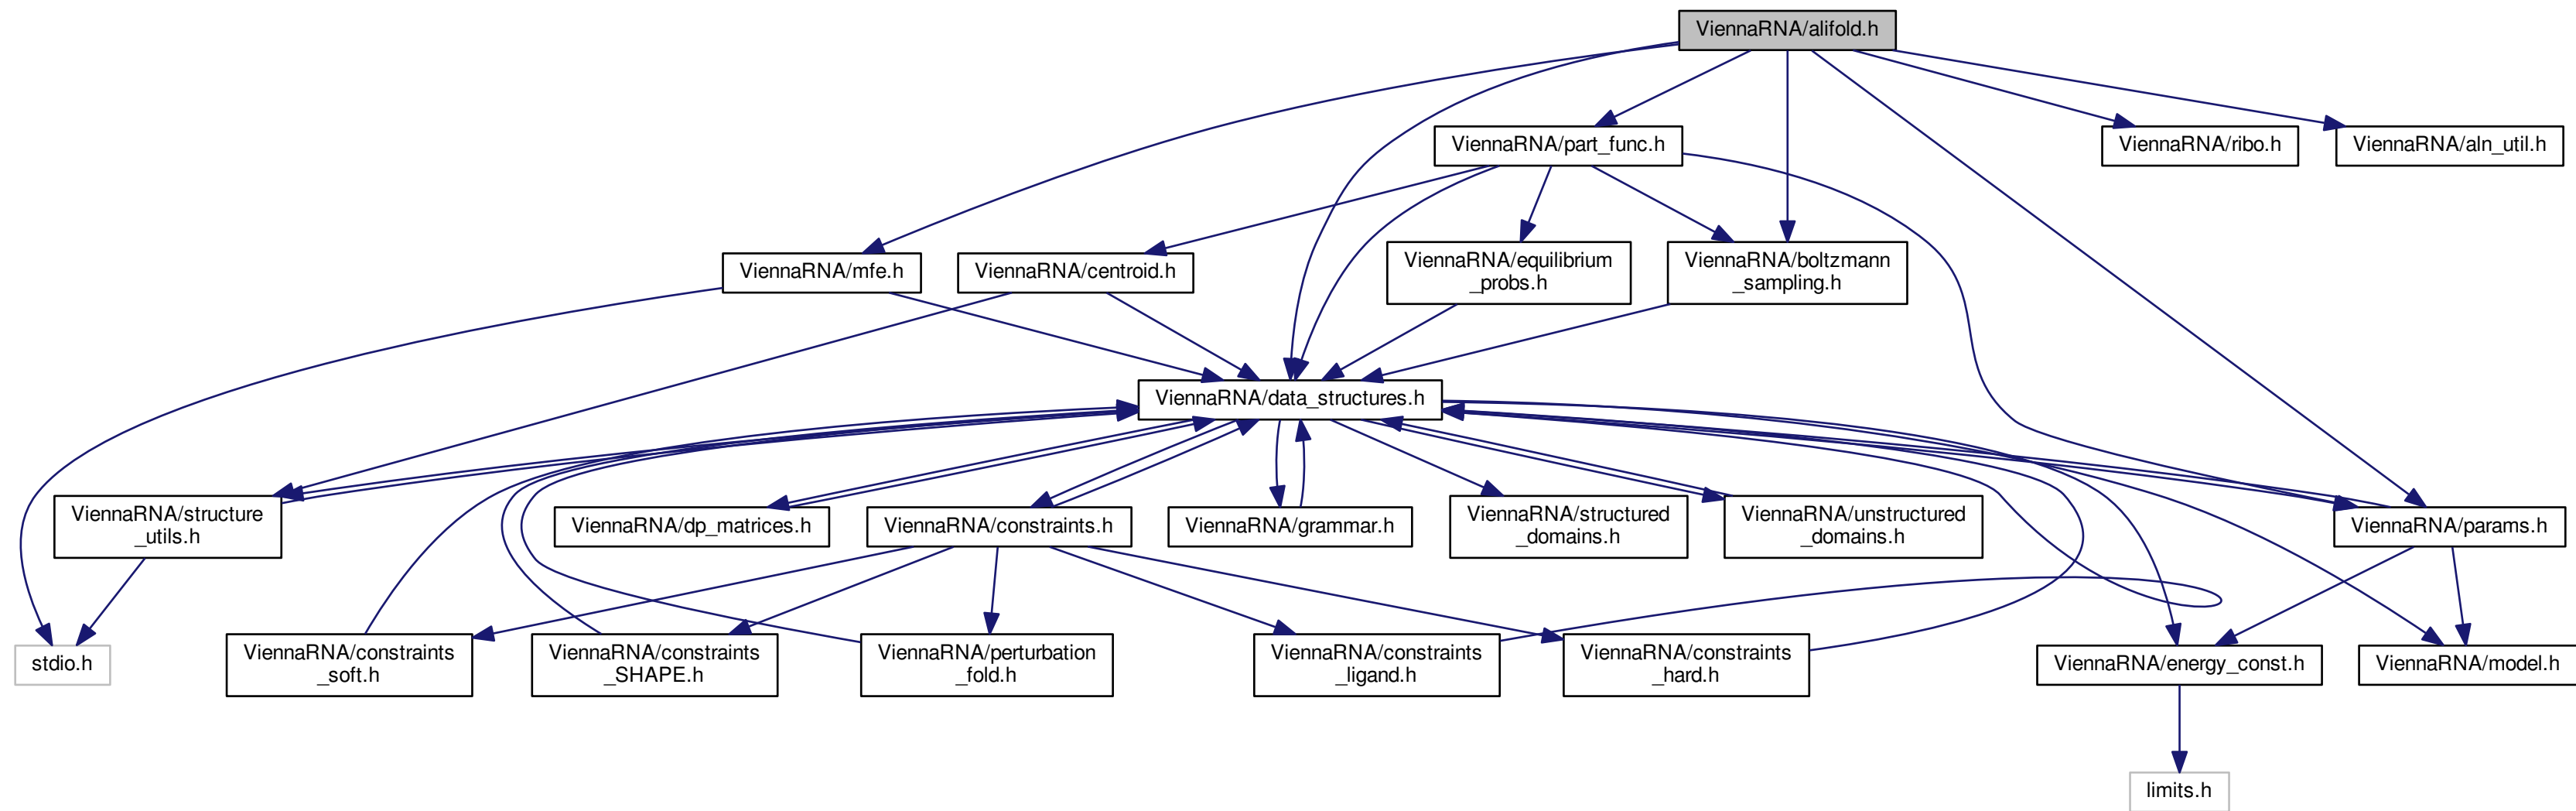 ViennaRNA/alifold.h
ViennaRNA/part_func.h
ViennaRNA/ribo.h
ViennaRNA/aln_util.h
ViennaRNA/mfe.h
ViennaRNA/centroid.h
ViennaRNA/equilibrium
_probs.h
ViennaRNA/boltzmann
_sampling.h
ViennaRNA/data_structures.h
ViennaRNA/structure
_utils.h
ViennaRNA/dp_matrices.h
ViennaRNA/constraints.h
ViennaRNA/grammar.h
ViennaRNA/structured
_domains.h
ViennaRNA/unstructured
_domains.h
ViennaRNA/params.h
stdio.h
ViennaRNA/constraints
_soft.h
ViennaRNA/constraints
_SHAPE.h
ViennaRNA/perturbation
_fold.h
ViennaRNA/constraints
_ligand.h
ViennaRNA/constraints
_hard.h
ViennaRNA/energy_const.h
ViennaRNA/model.h
limits.h